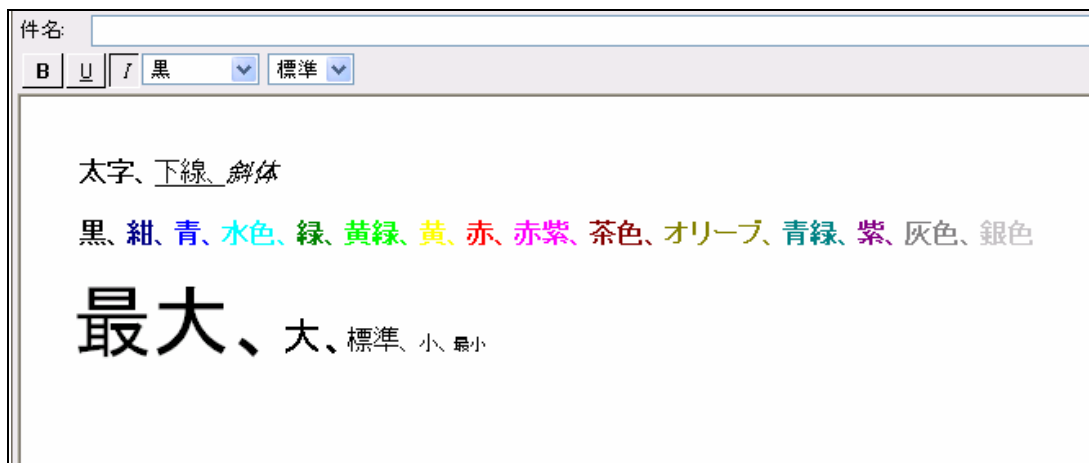 件名:
B U I 黒 標準
太字、下線、斜体
黒、紺、青、水色、緑、黄緑、黄、赤、赤紫、茶色、オリーブ、青緑、紫、灰色、銀色
最大、大、標準、小、最小